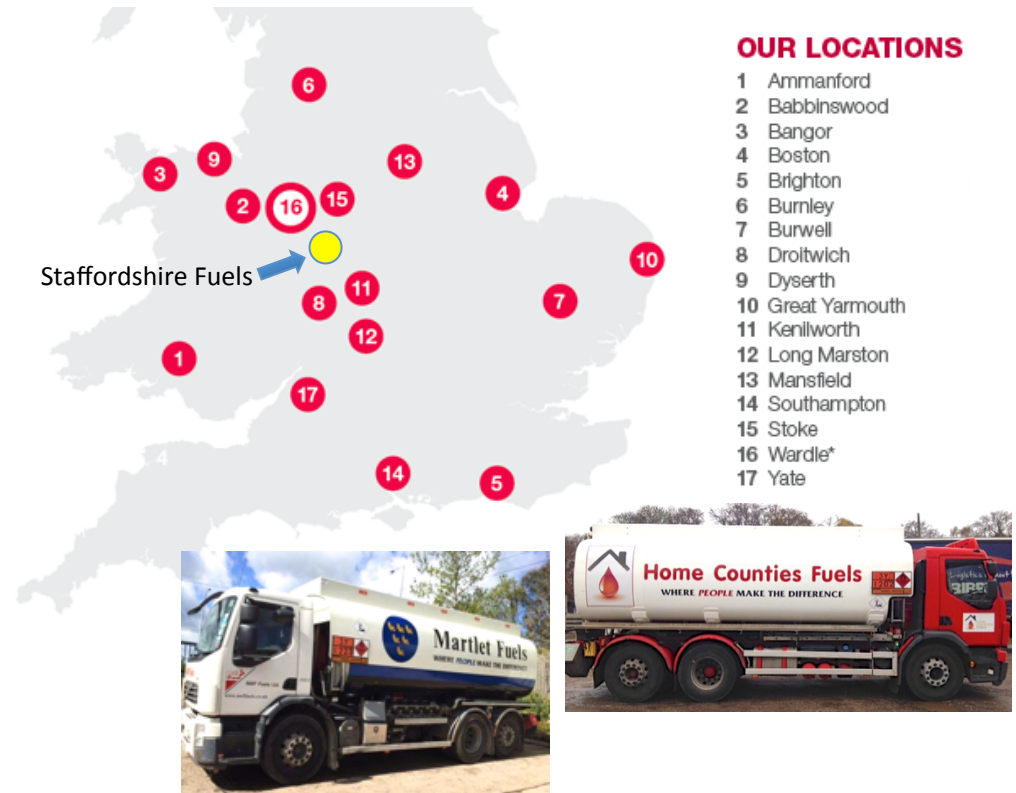 OUR LOCATIONS
1 Ammanford
2 Babbinswood
3 Bangor
4 Boston
5 Brighton
6 Burnley
7 Burwell
8 Droitwich
9 Dyserth
10 Great Yarmouth
11 Kenilworth
12 Long Marston
13 Mansfield
14 Southampton
15 Stoke
16 Wardle*
17 Yate
6
9
13
3
4
2
16
15
Staffordshire Fuels
10
11
8
7
12
1
17
4
14
5
Home Counties Fuels
WHERE PEOPLE MAKE THE DIFFERENCE
Martlet Fuels
WHERE PEOPLE MAKE THE DIFFERENCE